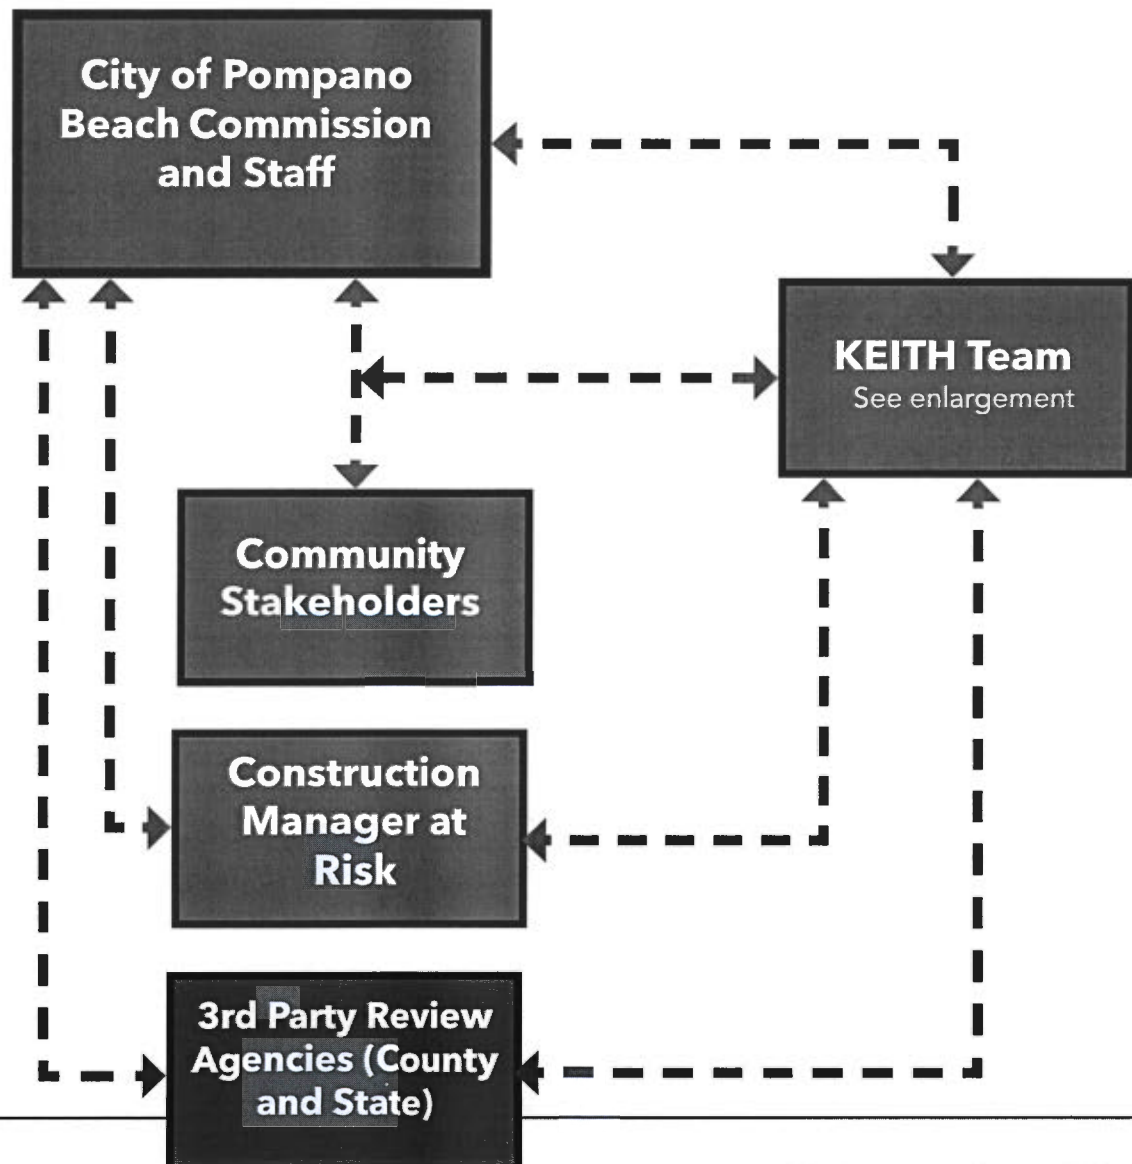 City of Pompano
Beach Commission
and Staff
KEITH Team
See enlargement
Community
Stakeholders
Construction
Manager at
Risk
3rd Party Review
Agencies (County
and State)